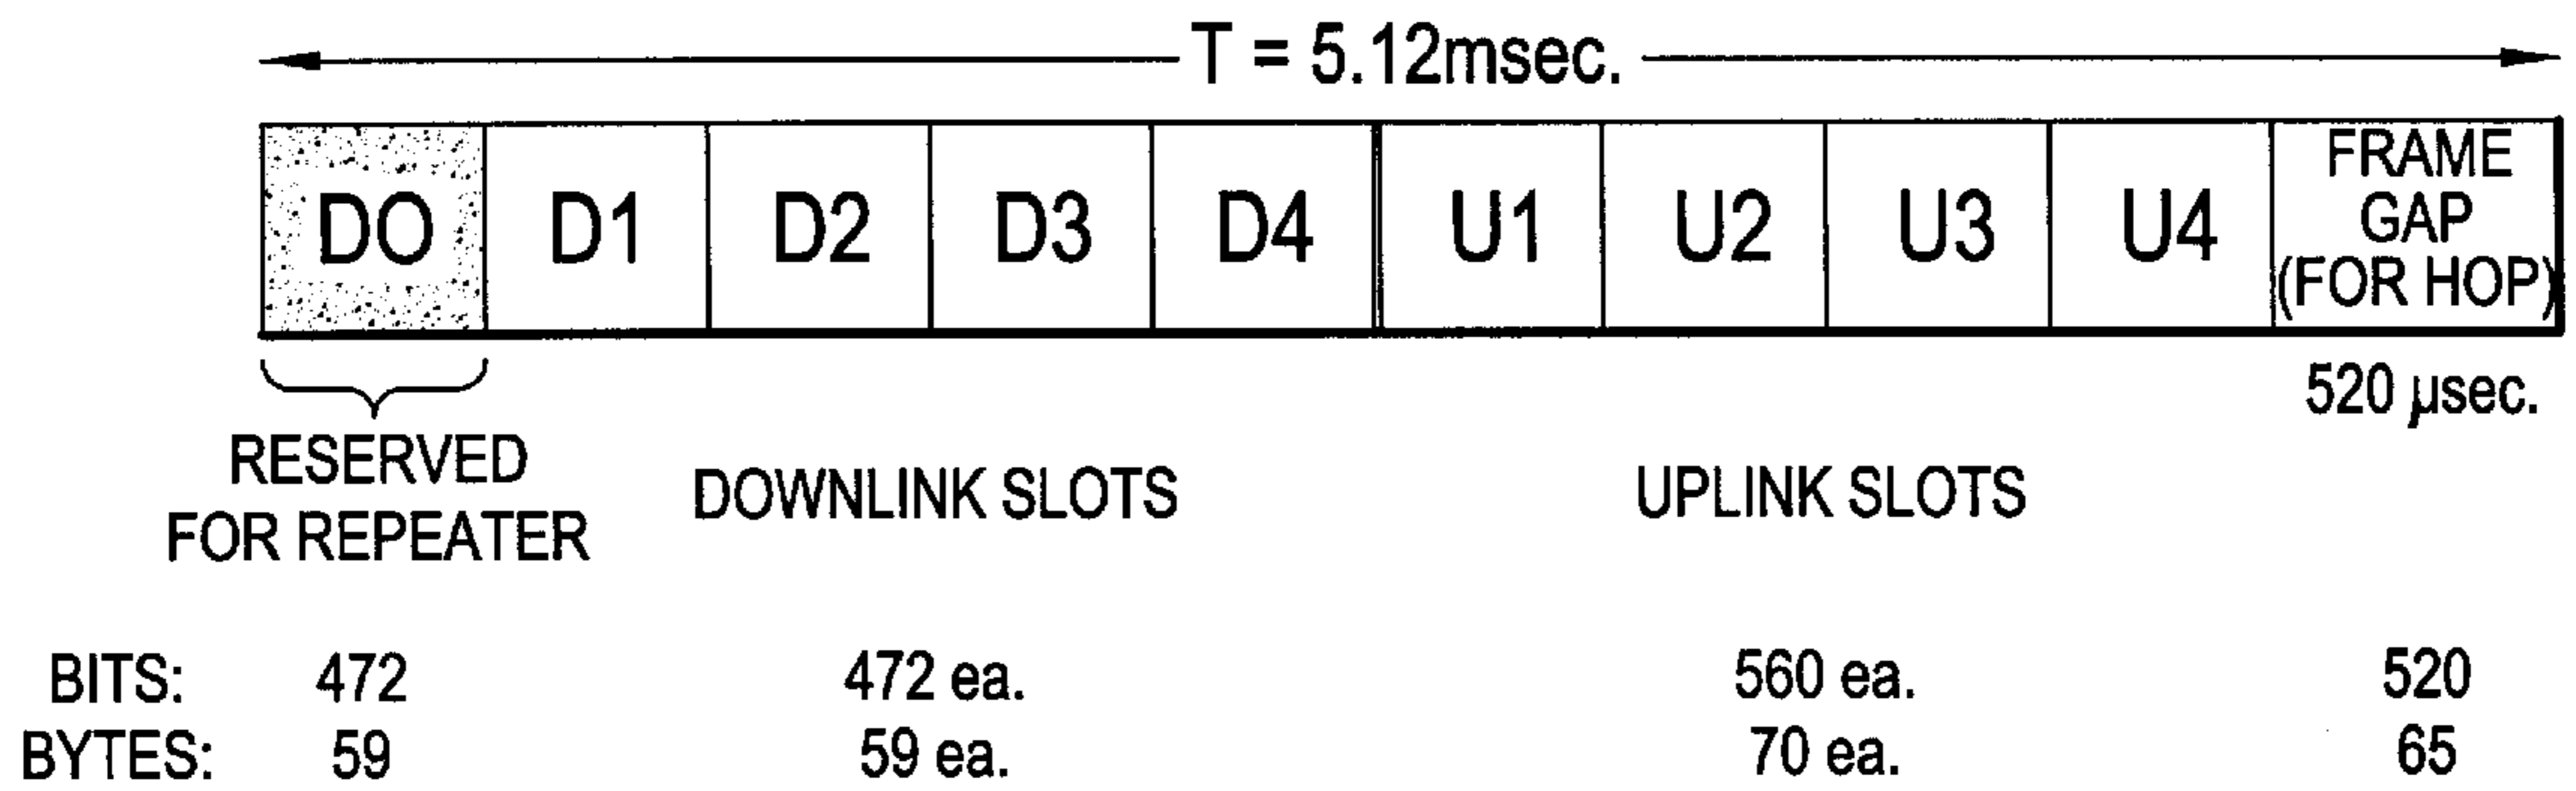 T = 5.12msec.
DO D1 D2 D3 D4 U1 U2 U3 U4 FRAME
GAP
(FOR HOP)
520 µsec.
RESERVED
FOR REPEATER
DOWNLINK SLOTS UPLINK SLOTS
BITS: 472 472 ea. 560 ea. 520
BYTES: 59 59 ea. 70 ea. 65